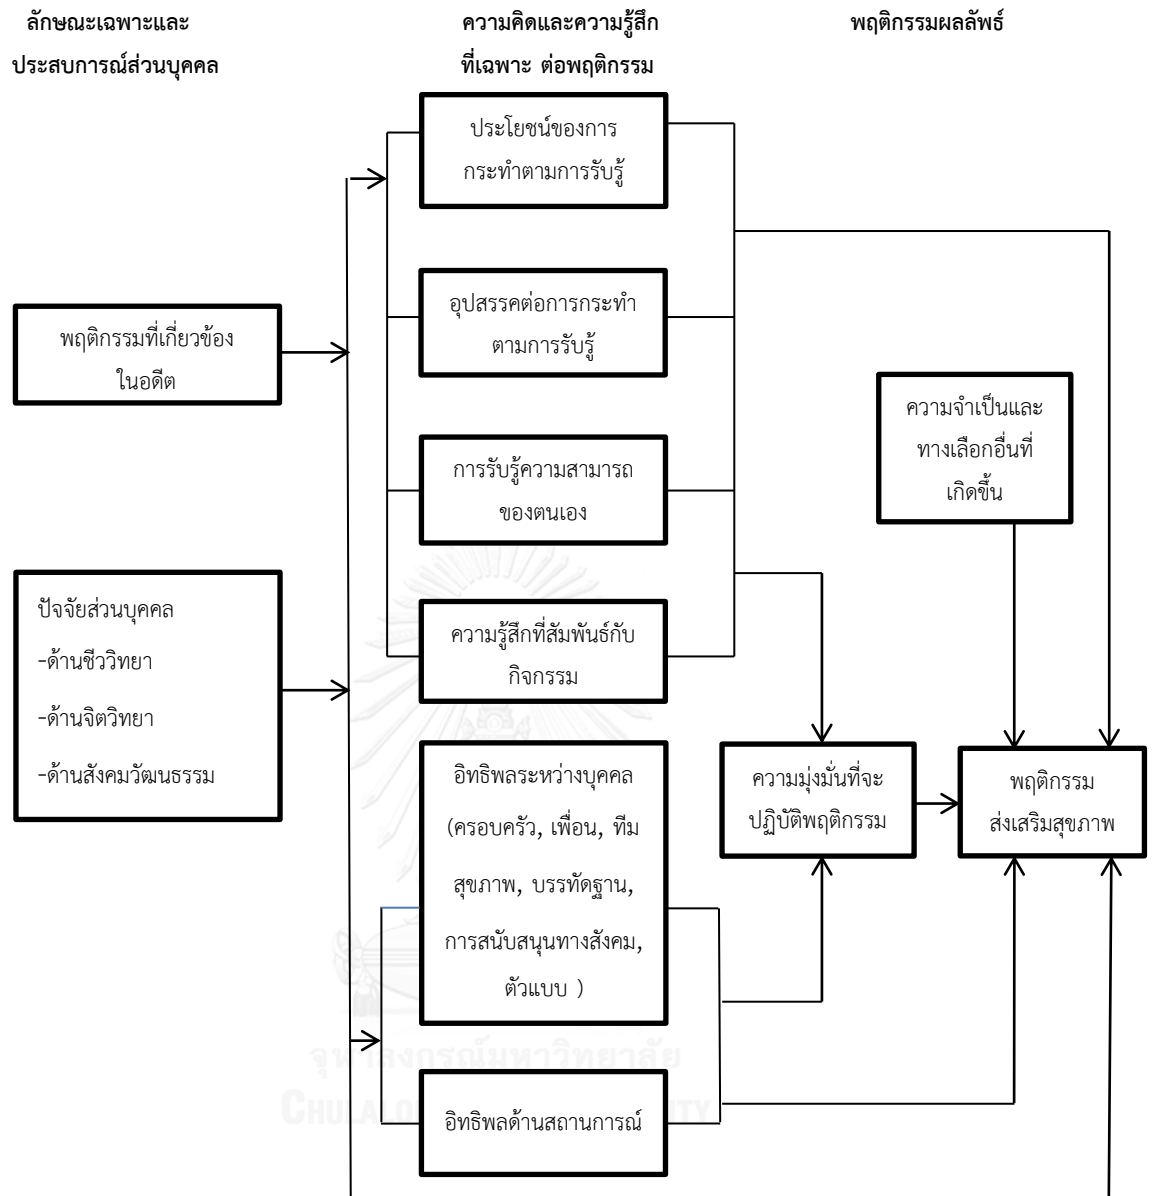 ลักษณะเฉพาะและ
ประสบการณ์ส่วนบุคคล
ความคิดและความรู้สึก
ที่เฉพาะ ต่อพฤติกรรม
พฤติกรรมผลลัพธ์
ประโยชน์ของการ
กระทำตามการรับรู้
อุปสรรคต่อการกระทำ
ตามการรับรู้
พฤติกรรมที่เกี่ยวข้อง
ในอดีต
ความจำเป็นและ
ทางเลือกอื่นที่
เกิดขึ้น
การรับรู้ความสามารถ
ของตนเอง
ปัจจัยส่วนบุคคล
-ด้านชีววิทยา
-ด้านจิตวิทยา
-ด้านสังคมวัฒนธรรม
ความรู้สึกที่สัมพันธ์กับ
กิจกรรม
อิทธิพลระหว่างบุคคล
(ครอบครัว, เพื่อน, ทีม
สุขภาพ, บรรทัดฐาน,
การสนับสนุนทางสังคม,
ตัวแบบ )
ความมุ่งมั่นที่จะ
ปฏิบัติพฤติกรรม
พฤติกรรม
ส่งเสริมสุขภาพ
จุฬาลงกรณ์มหาวิทยาลัย
อิทธิพลด้านสถานการณ์